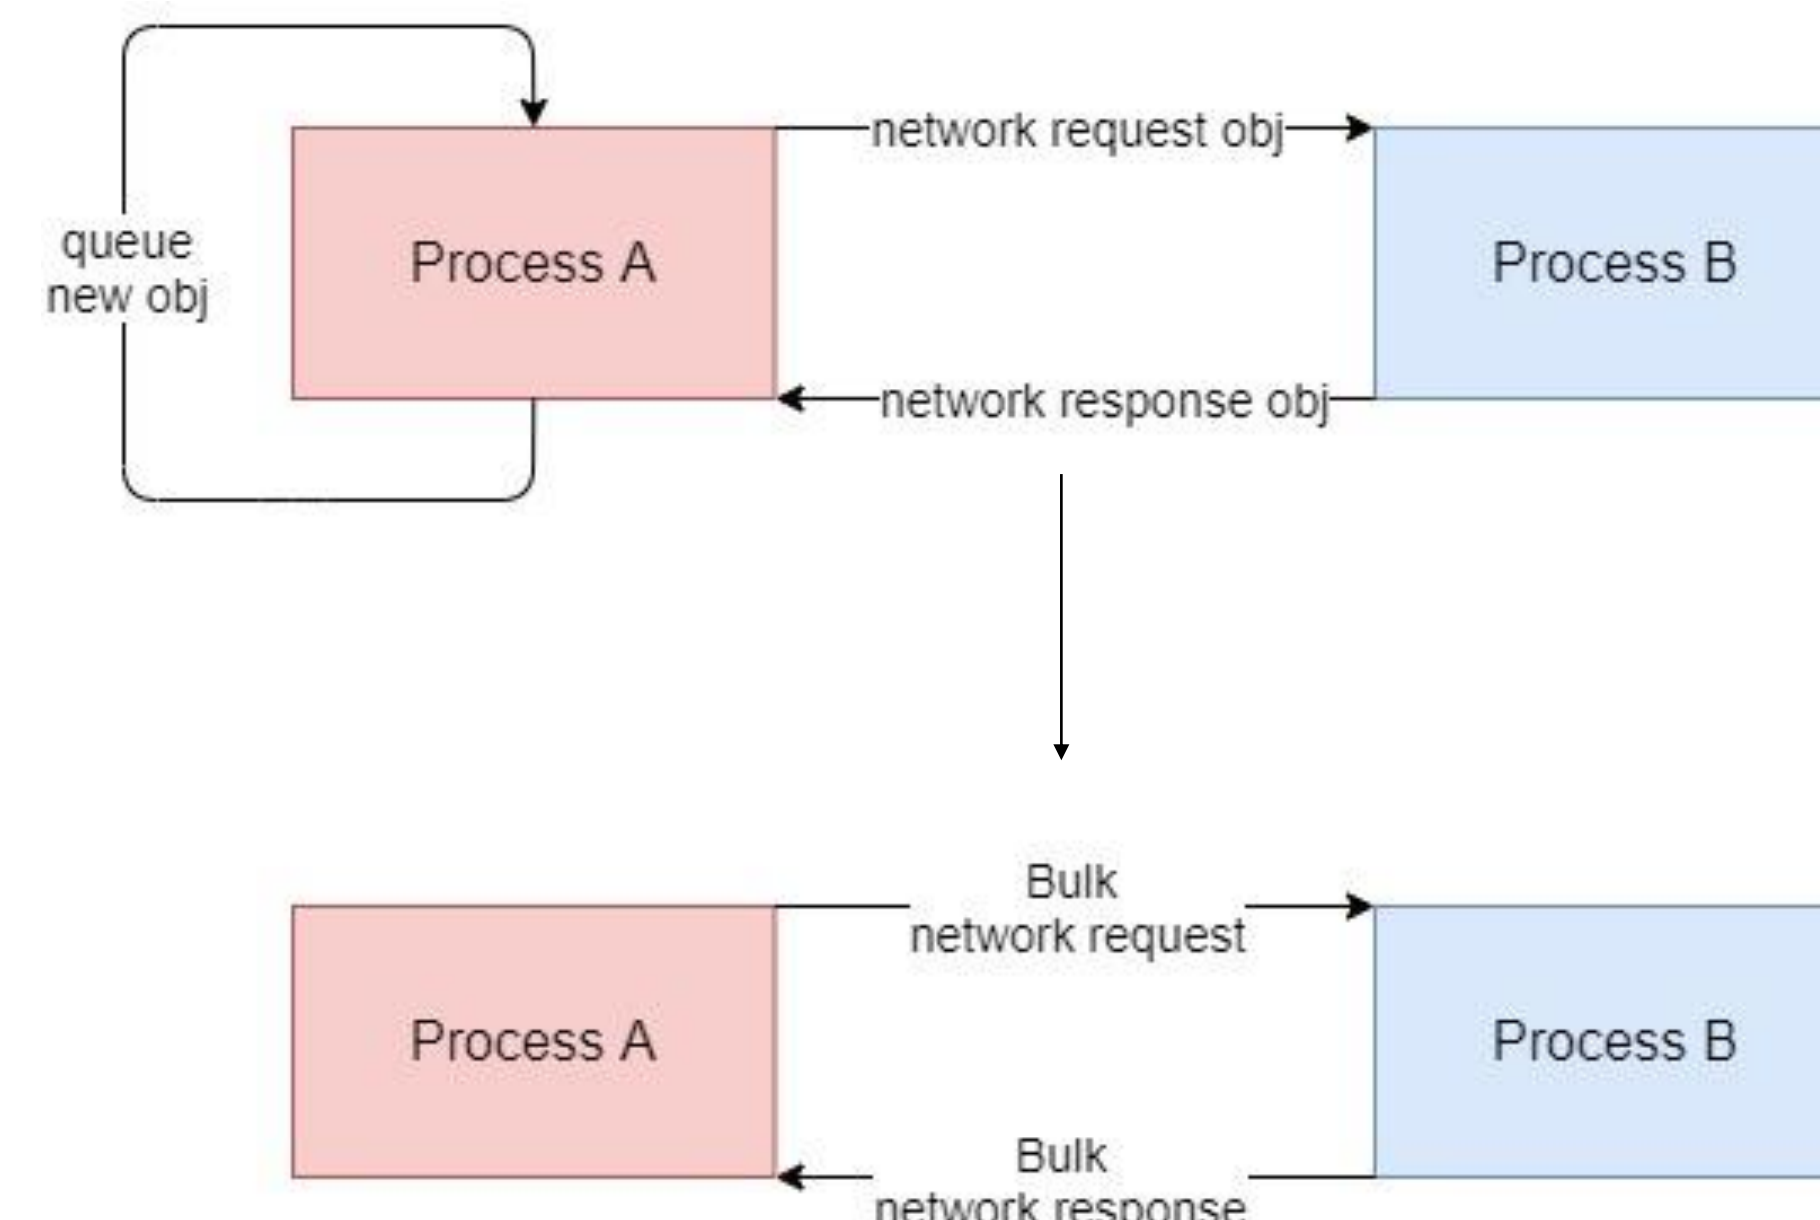 network request obj
queue
new obj
Process A
Process B
network response obj
Bulk
network request
Process A
Process B
Bulk
network response